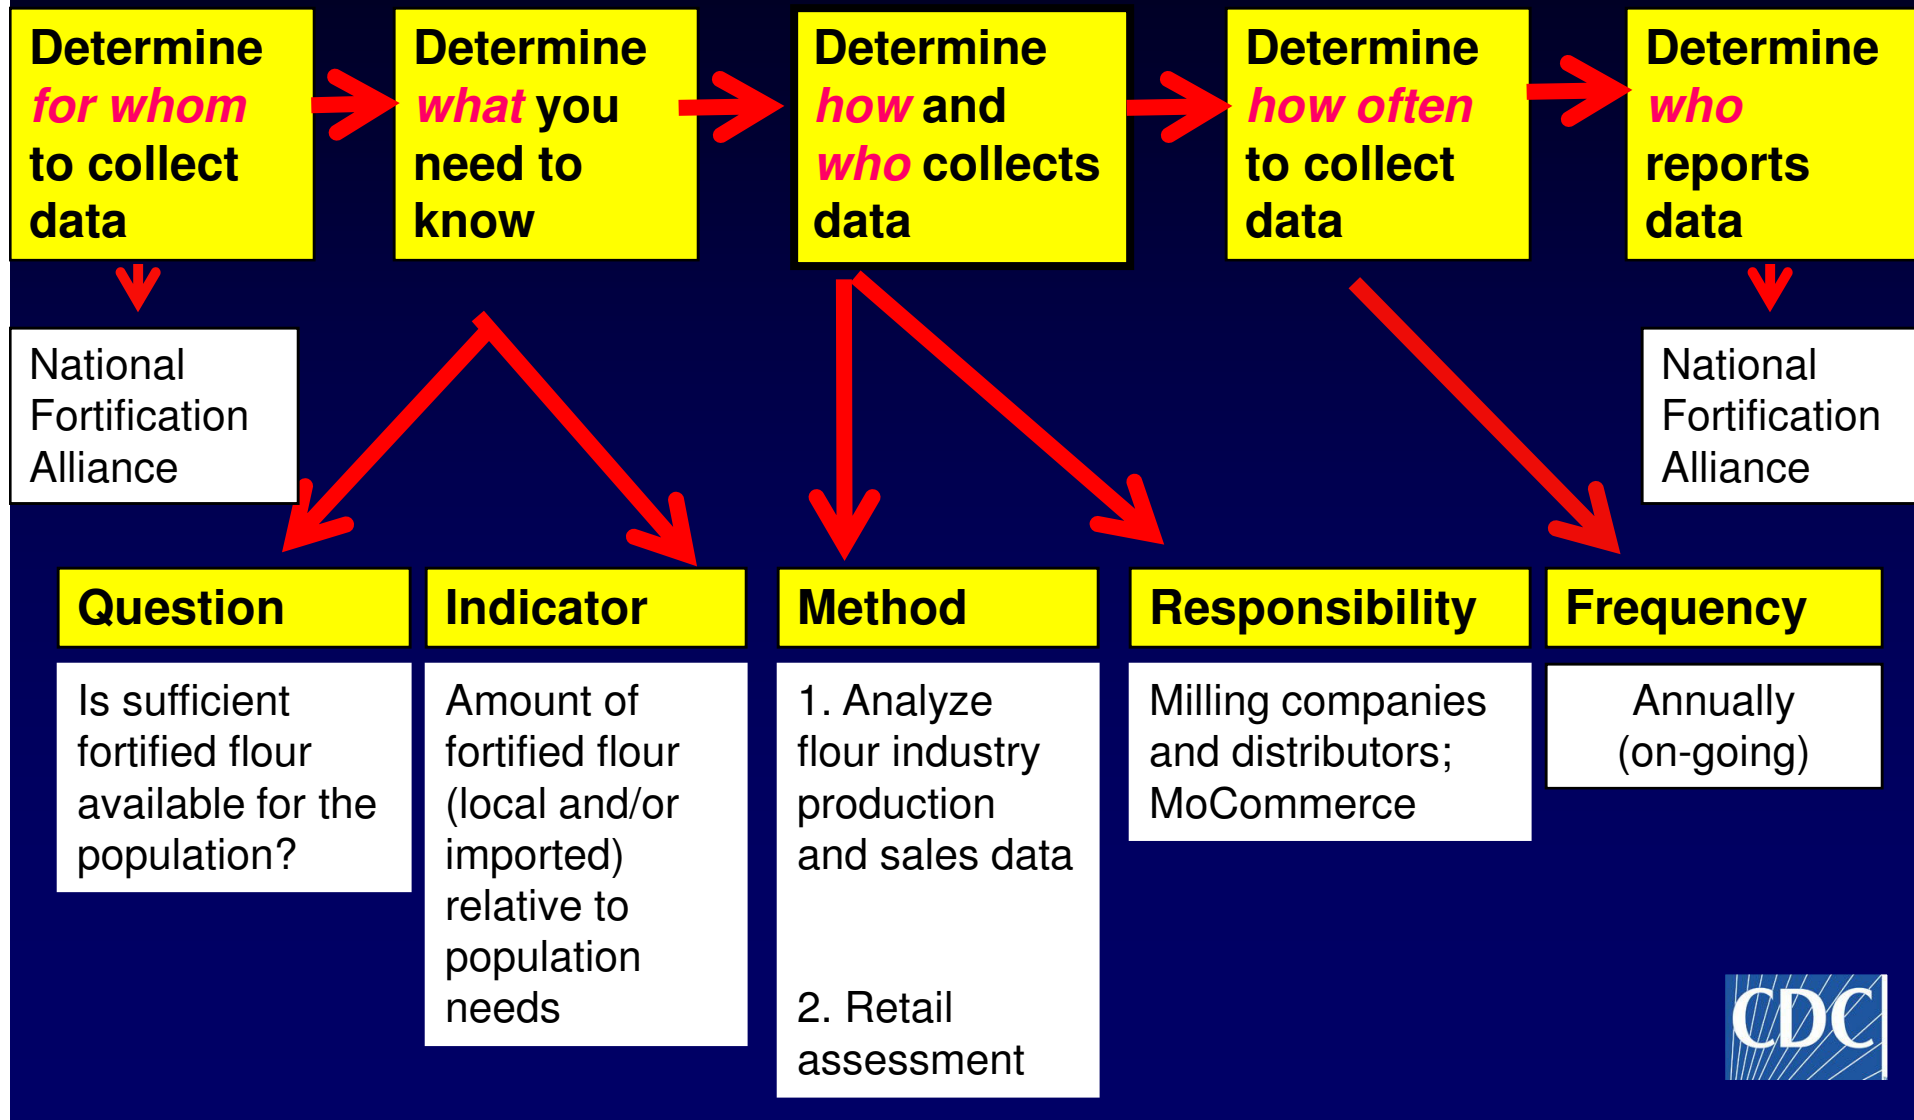 Determine
for whom
to collect
data
Determine
what you
need to
know
Determine
how and
who collects
data
Determine
how often
to collect
data
Determine
who
reports
data
National
Fortification
Alliance
National
Fortification
Alliance
Question
Indicator
Method
Responsibility
Frequency
Is sufficient
fortified flour
available for the
population?
Amount of
fortified flour
(local and/or
imported)
relative to
population
needs
1. Analyze
flour industry
production
and sales data
2. Retail
assessment
Milling companies
and distributors;
MoCommerce
Annually
(on-going)
CDC